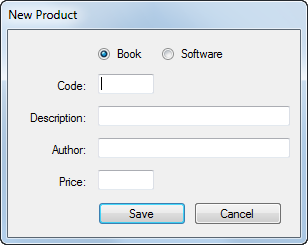 New Product
Book Software
Code:
Description:
Author:
Price:
Save Cancel